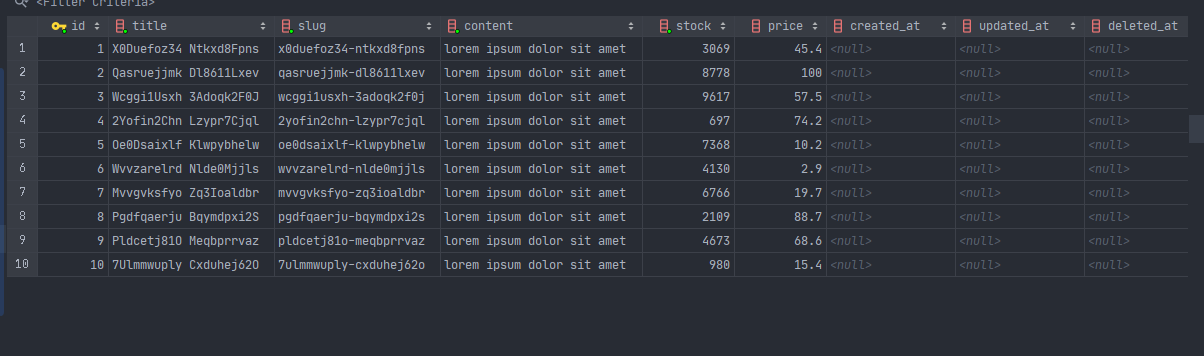 <Filter Criteria>
id title slug content stock price created_at updated_at deleted_at
1 1 X0Duefoz34 Ntkxd8Fpns x0duefoz34-ntkxd8fpns lorem ipsum dolor sit amet 3069 45.4 <null> <null> <null>
2 2 Qasruejjmk Dl8611Lxev qasruejjmk-dl8611lxev lorem ipsum dolor sit amet 8778 100 <null> <null> <null>
3 3 Wcggi1Usxh 3Adoqk2F0J wcggi1usxh-3adoqk2f0j lorem ipsum dolor sit amet 9617 57.5 <null> <null> <null>
4 4 2Yofin2Chn Lzypr7Cjql 2yofin2chn-lzypr7cjql lorem ipsum dolor sit amet 697 74.2 <null> <null> <null>
5 5 Oe0Dsaixlf Klwpybhelw oe0dsaixlf-klwpybhelw lorem ipsum dolor sit amet 7368 10.2 <null> <null> <null>
6 6 Wvvzarelrd Nlde0Mjjls wvvzarelrd-nlde0mjjls lorem ipsum dolor sit amet 4130 2.9 <null> <null> <null>
7 7 Mvvgvksfyo Zq3Ioaldbr mvvgvksfyo-zq3ioaldbr lorem ipsum dolor sit amet 6766 19.7 <null> <null> <null>
8 8 Pgdfqaerju Bqymdpxi2S pgdfqaerju-bqymdpxi2s lorem ipsum dolor sit amet 2109 88.7 <null> <null> <null>
9 9 Pldcetj81O Meqbprrvaz pldcetj81o-meqbprrvaz lorem ipsum dolor sit amet 4673 68.6 <null> <null> <null>
10 10 7Ulmmwuply Cxduhej62O 7ulmmwuply-cxduhej62o lorem ipsum dolor sit amet 980 15.4 <null> <null> <null>